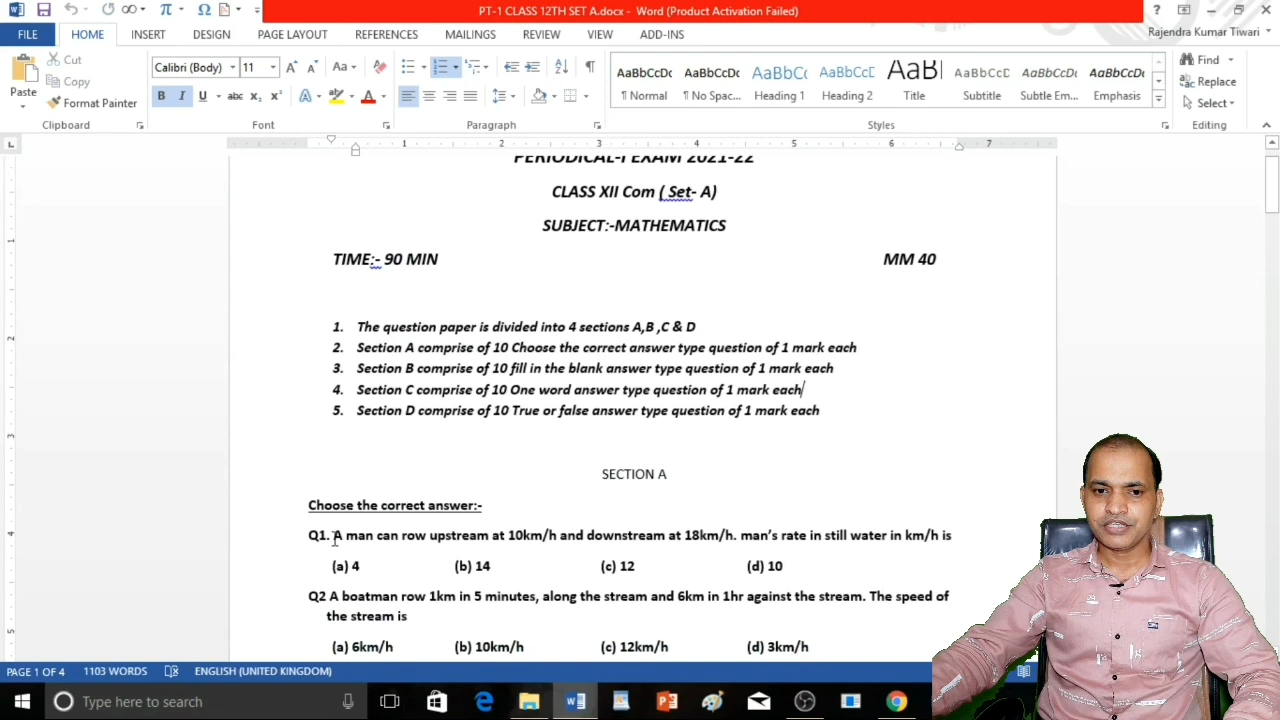 PT-1 CLASS 12TH SET A.docx - Word (Product Activation Failed)
FILE HOME INSERT DESIGN PAGE LAYOUT REFERENCES MAILINGS REVIEW VIEW ADD-INS Rajendra Kumar Tiwari
Paste
Cut
Copy
Format Painter
Clipboard
Calibri (Body) 11
Font
Paragraph
AaBbCcDc AaBbCcDc AaBbCc AaBbCcDc AaBb AaBbCcDc AaBbCcDc AaBbCcDc
¶ Normal ¶ No Spac... Heading 1 Heading 2 Title Subtitle Subtle Em... Emphasis
Styles
Find
Replace
Select
Editing
PERIODICAL-I EXAM 2021-22
CLASS XII Com ( Set- A)
SUBJECT:-MATHEMATICS
TIME:- 90 MIN MM 40
1. The question paper is divided into 4 sections A,B ,C & D
2. Section A comprise of 10 Choose the correct answer type question of 1 mark each
3. Section B comprise of 10 fill in the blank answer type question of 1 mark each
4. Section C comprise of 10 One word answer type question of 1 mark each
5. Section D comprise of 10 True or false answer type question of 1 mark each
SECTION A
Choose the correct answer:-
Q1. A man can row upstream at 10km/h and downstream at 18km/h. man's rate in still water in km/h is
(a) 4 (b) 14 (c) 12 (d) 10
Q2 A boatman row 1km in 5 minutes, along the stream and 6km in 1hr against the stream. The speed of
the stream is
(a) 6km/h (b) 10km/h (c) 12km/h (d) 3km/h
PAGE 1 OF 4 1103 WORDS ENGLISH (UNITED KINGDOM)
Type here to search